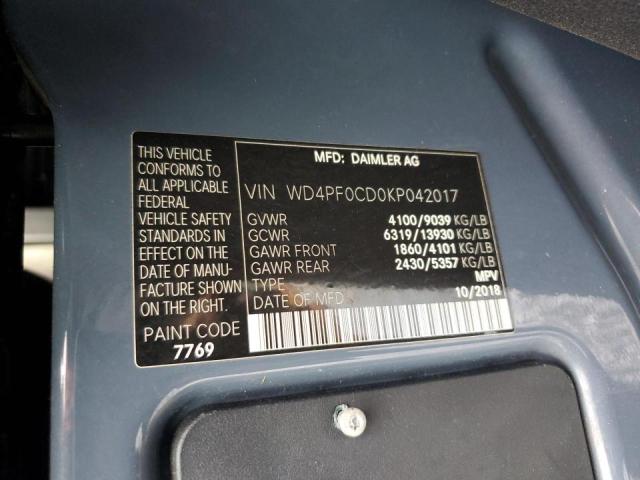 THIS VEHICLE
CONFORMS TO
ALL APPLICABLE
FEDERAL
VEHICLE SAFETY
STANDARDS IN
EFFECT ON THE
DATE OF MANU-
FACTURE SHOWN
ON THE RIGHT.
PAINT CODE
7769
MFD: DAIMLER AG
VIN WD4PF0CD0KP042017
GVWR 4100/9039 KG/LB
GCWR 6319/13930 KG/LB
GAWR FRONT 1860/4101 KG/LB
GAWR REAR 2430/5357 KG/LB
TYPE MPV
DATE OF MFD 10/2018